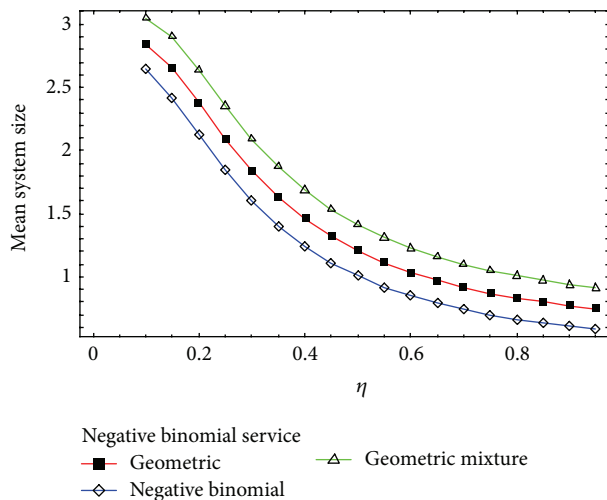 3
2.5
2
1.5
1
Mean system size
0
0.2
0.4
0.6
0.8
η
Negative binomial service
Geometric
Negative binomial
Geometric mixture